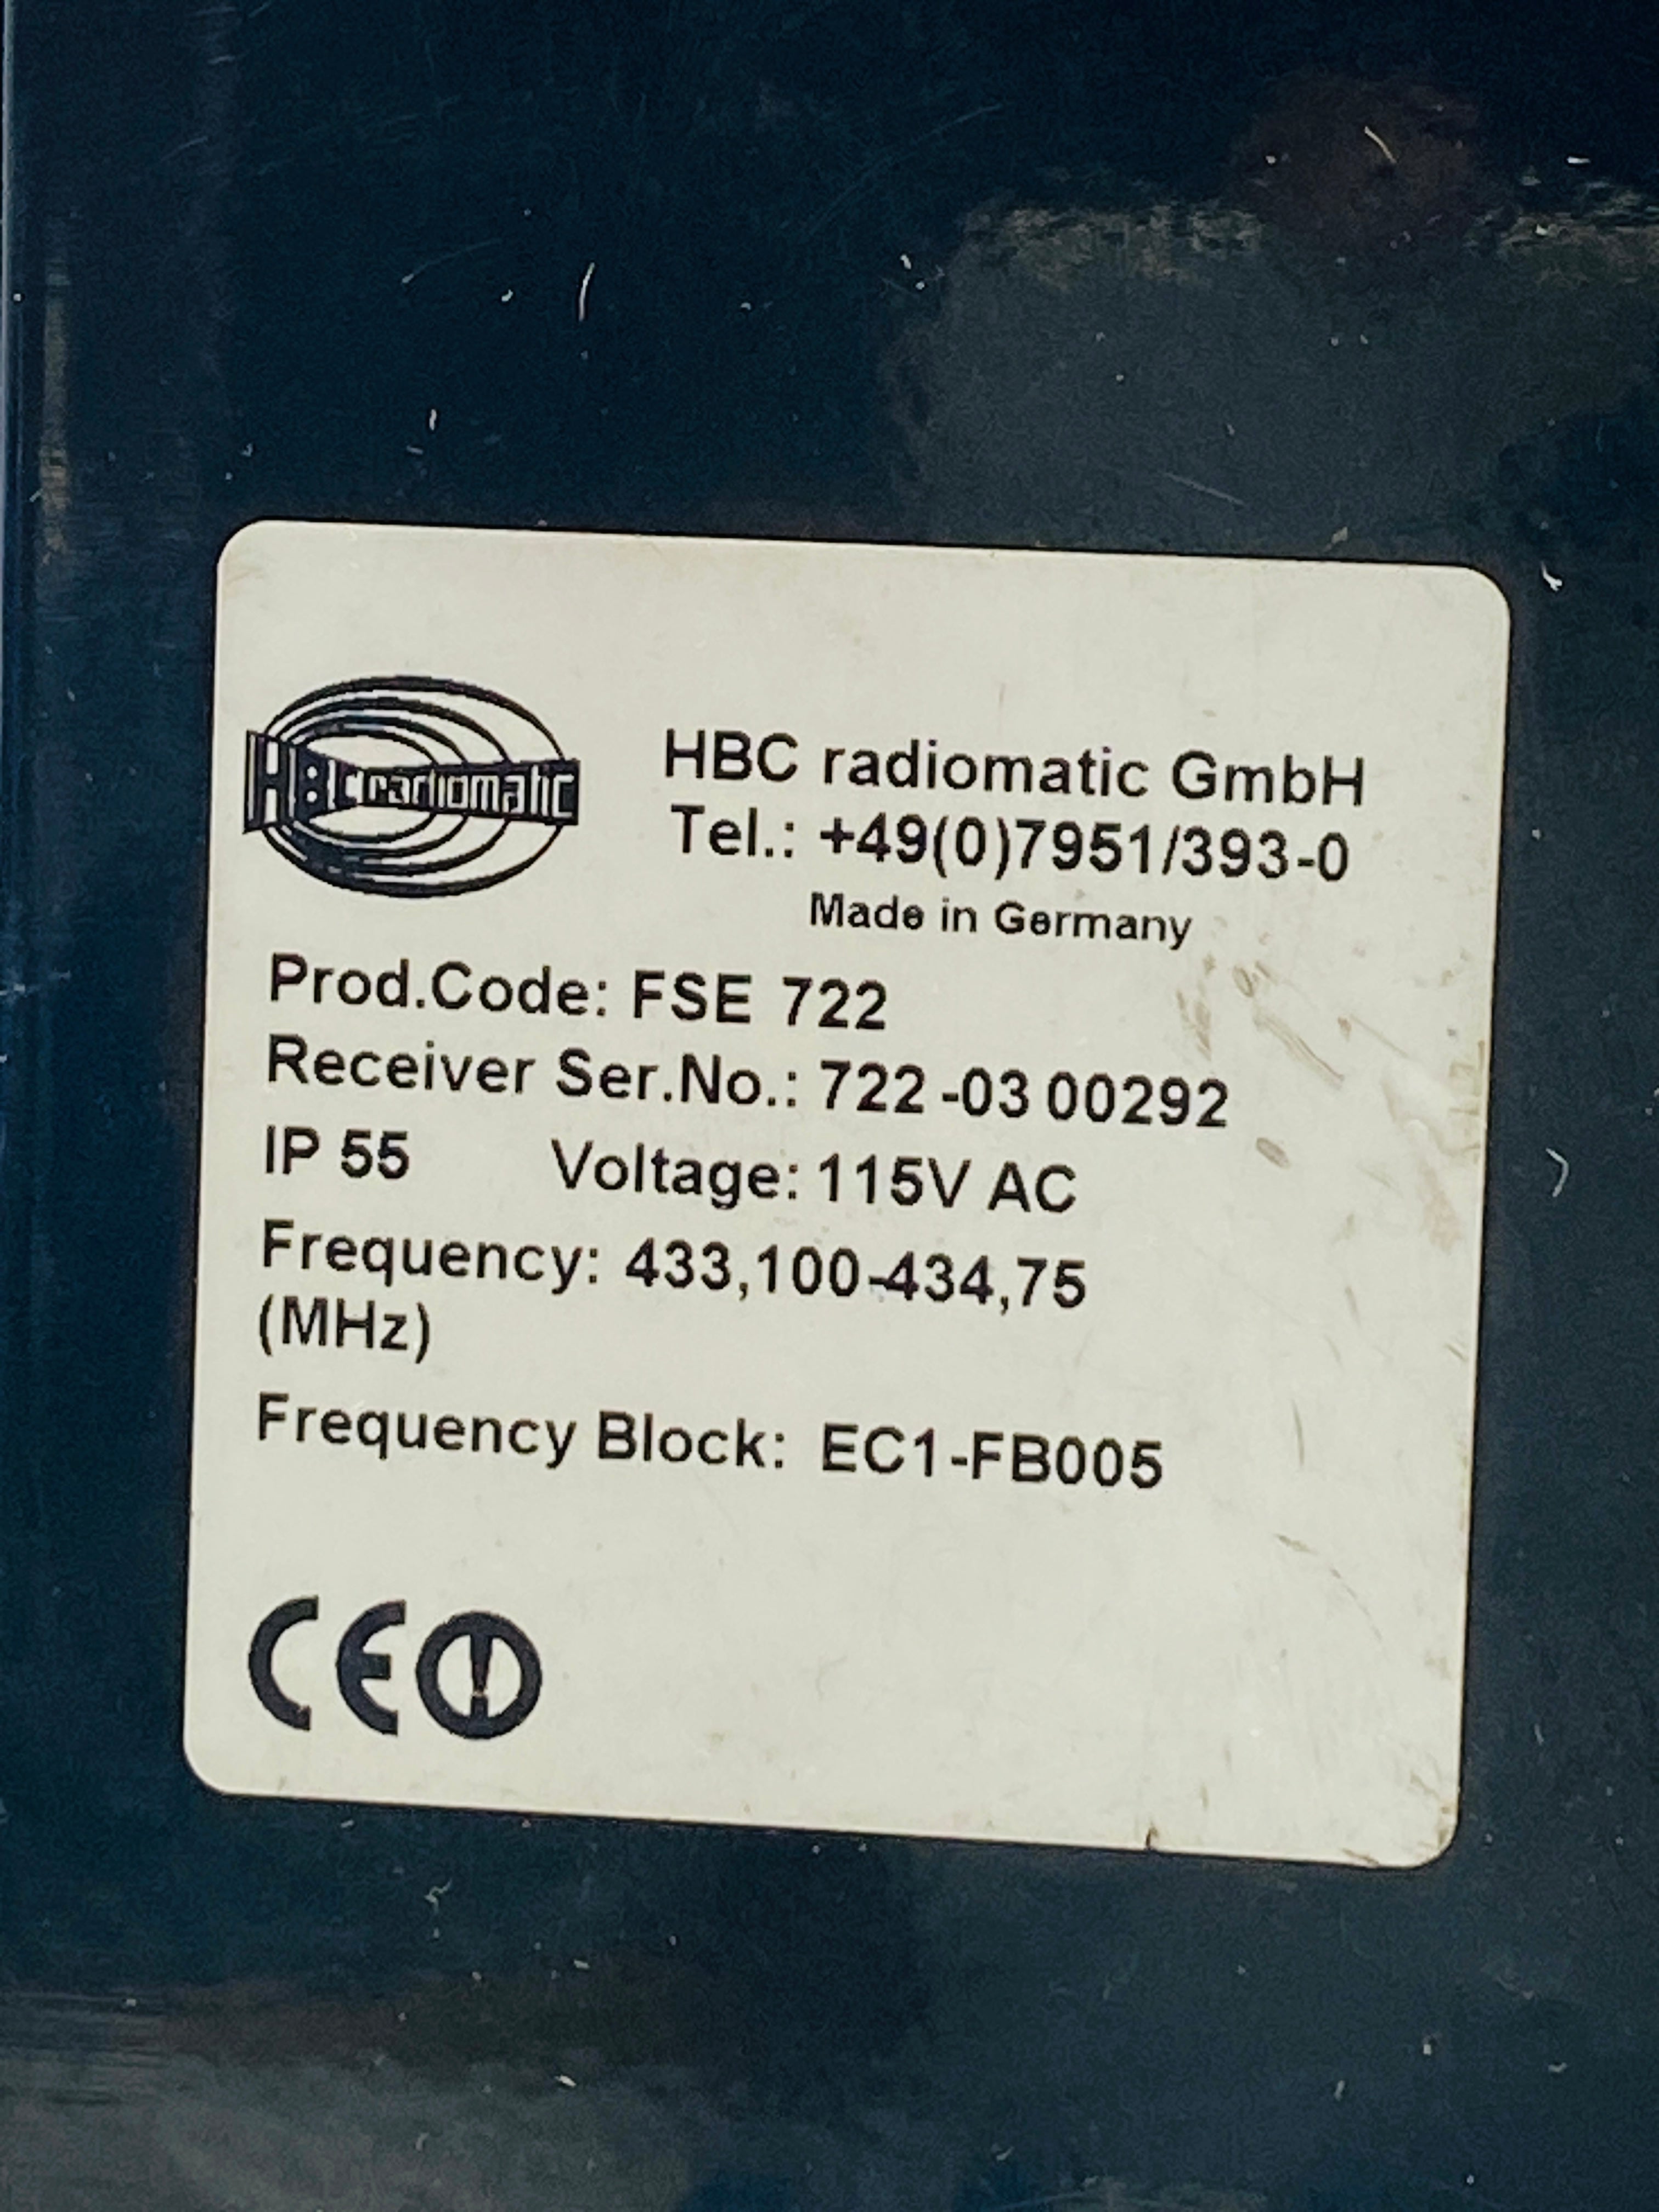 HBC radiomatic
HBC radiomatic GmbH
Tel.: +49(0)7951/393-0
Made in Germany
Prod.Code: FSE 722
Receiver Ser.No.: 722-03 00292
IP 55 Voltage: 115V AC
Frequency: 433,100-434,75
(MHz)
Frequency Block: EC1-FB005
CE